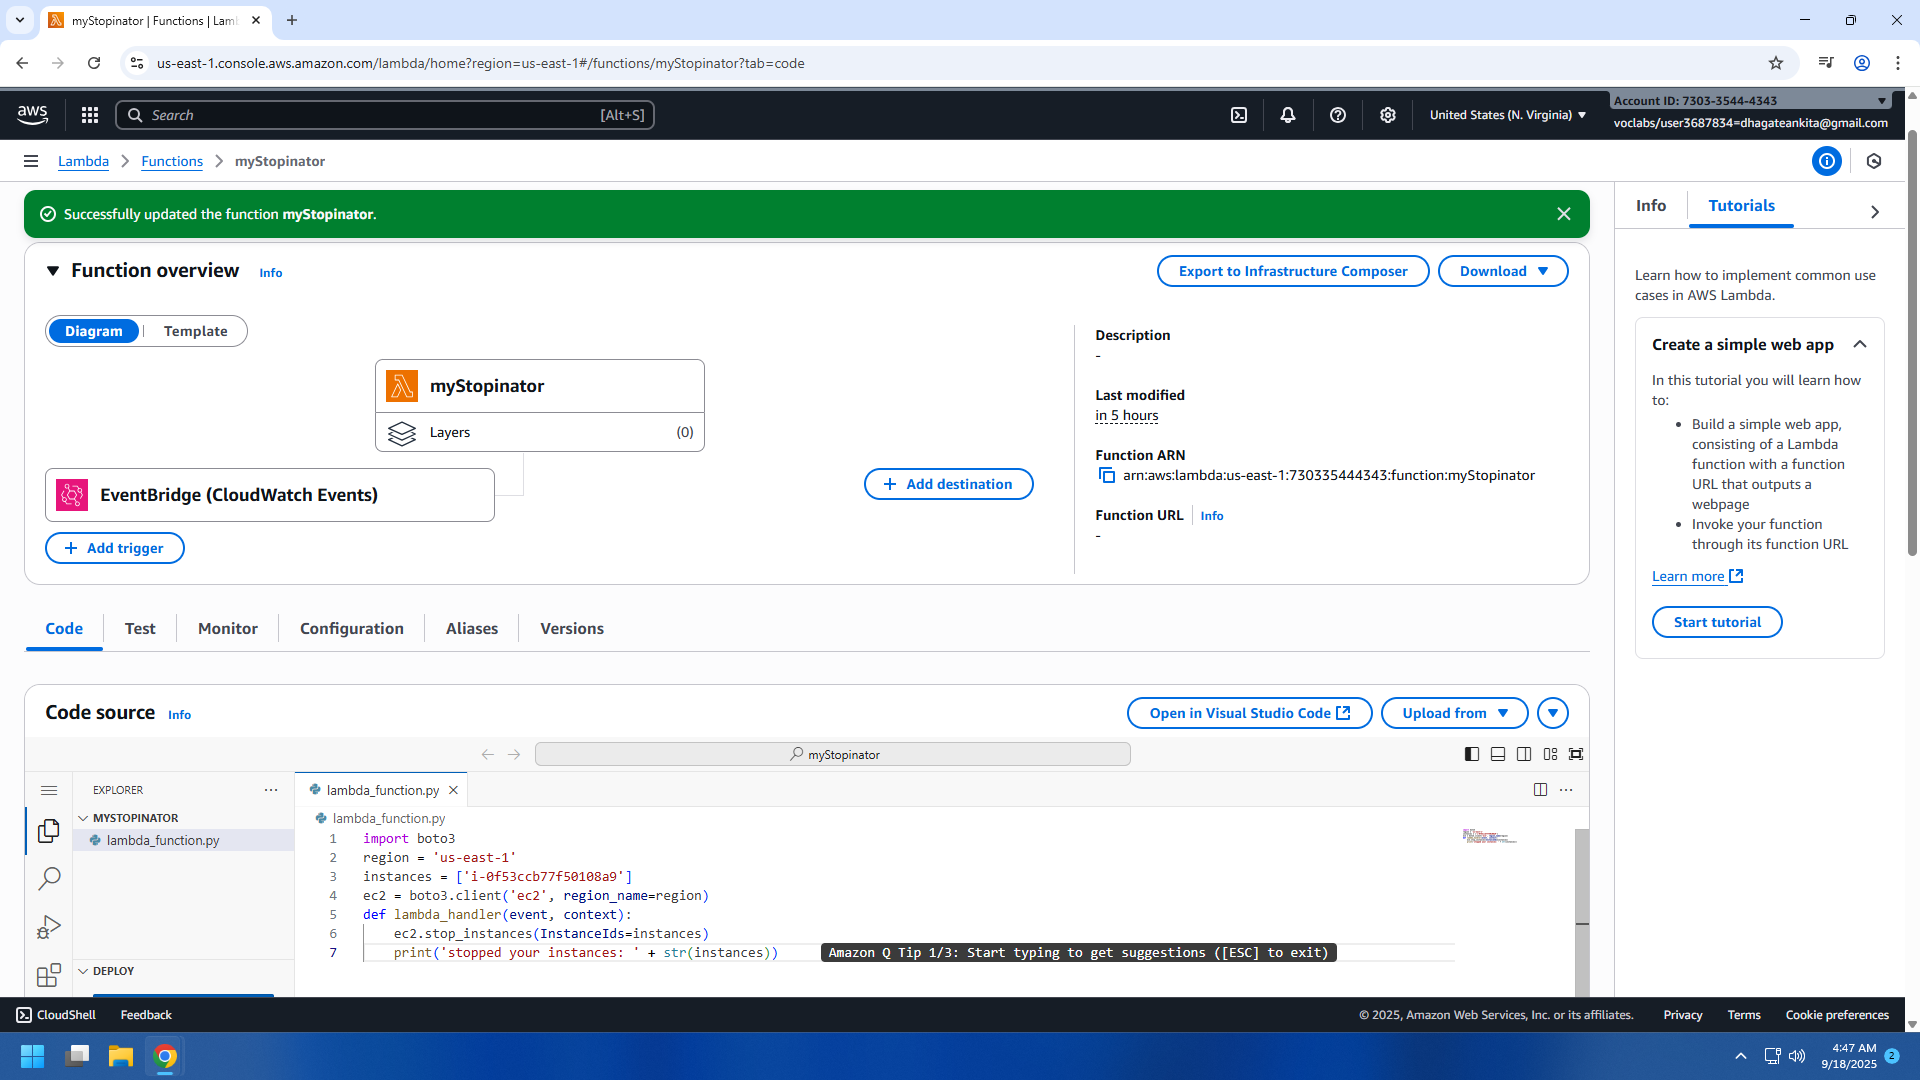 myStopinator | Functions | Lam
us-east-1.console.aws.amazon.com/lambda/home?region=us-east-1#/functions/myStopinator?tab=code
aws
Search
[Alt+S]
United States (N. Virginia)
Account ID: 7303-3544-4343
voclabs/user3687834=dhagateankita@gmail.com
Lambda
Functions
myStopinator
Successfully updated the function myStopinator.
Function overview
Info
Export to Infrastructure Composer
Download
Diagram
Template
myStopinator
Layers
(0)
EventBridge (CloudWatch Events)
Add destination
Add trigger
Description
-
Last modified
in 5 hours
Function ARN
arn:aws:lambda:us-east-1:730335444343:function:myStopinator
Function URL
Info
-
Info
Tutorials
Learn how to implement common use
cases in AWS Lambda.
Create a simple web app
In this tutorial you will learn how
to:
• Build a simple web app,
consisting of a Lambda
function with a function
URL that outputs a
webpage
• Invoke your function
through its function URL
Learn more
Start tutorial
Code
Test
Monitor
Configuration
Aliases
Versions
Code source
Info
Open in Visual Studio Code
Upload from
myStopinator
EXPLORER
MYSTOPINATOR
lambda_function.py
DEPLOY
lambda_function.py
lambda_function.py
1 import boto3
2 region = 'us-east-1'
3 instances = ['i-0f53ccb77f50108a9']
4 ec2 = boto3.client('ec2', region_name=region)
5 def lambda_handler(event, context):
6 ec2.stop_instances(InstanceIds=instances)
7 print('stopped your instances: ' + str(instances))
Amazon Q Tip 1/3: Start typing to get suggestions ([ESC] to exit)
CloudShell
Feedback
© 2025, Amazon Web Services, Inc. or its affiliates.
Privacy
Terms
Cookie preferences
4:47 AM
9/18/2025
2